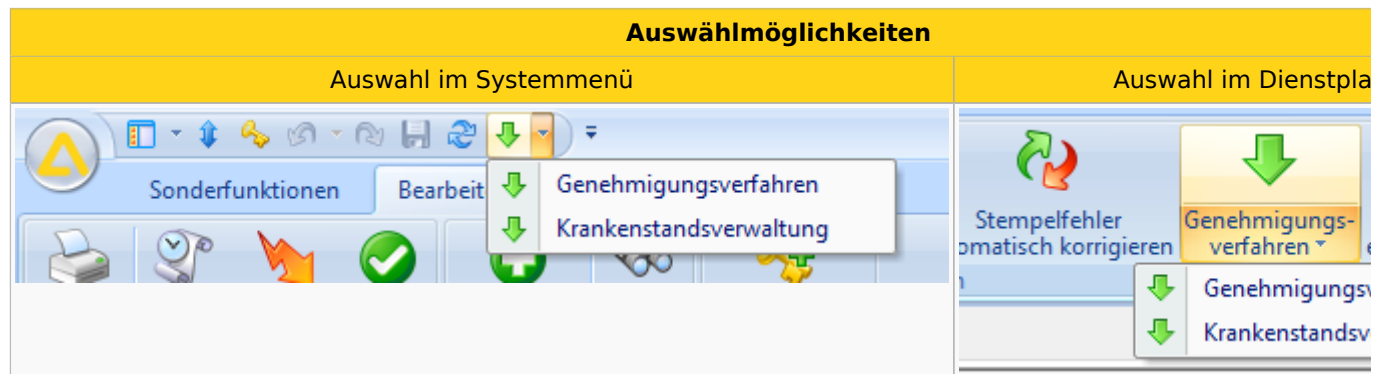 Auswählmöglichkeiten
Auswahl im Systemmenü
Auswahl im Dienstpla
Sonderfunktionen
Bearbeit
Genehmigungsverfahren
Krankenstandsverwaltung
Stempelfehler
omatisch korrigieren
Genehmigungs-
verfahren
Genehmigungsv
Krankenstandsv